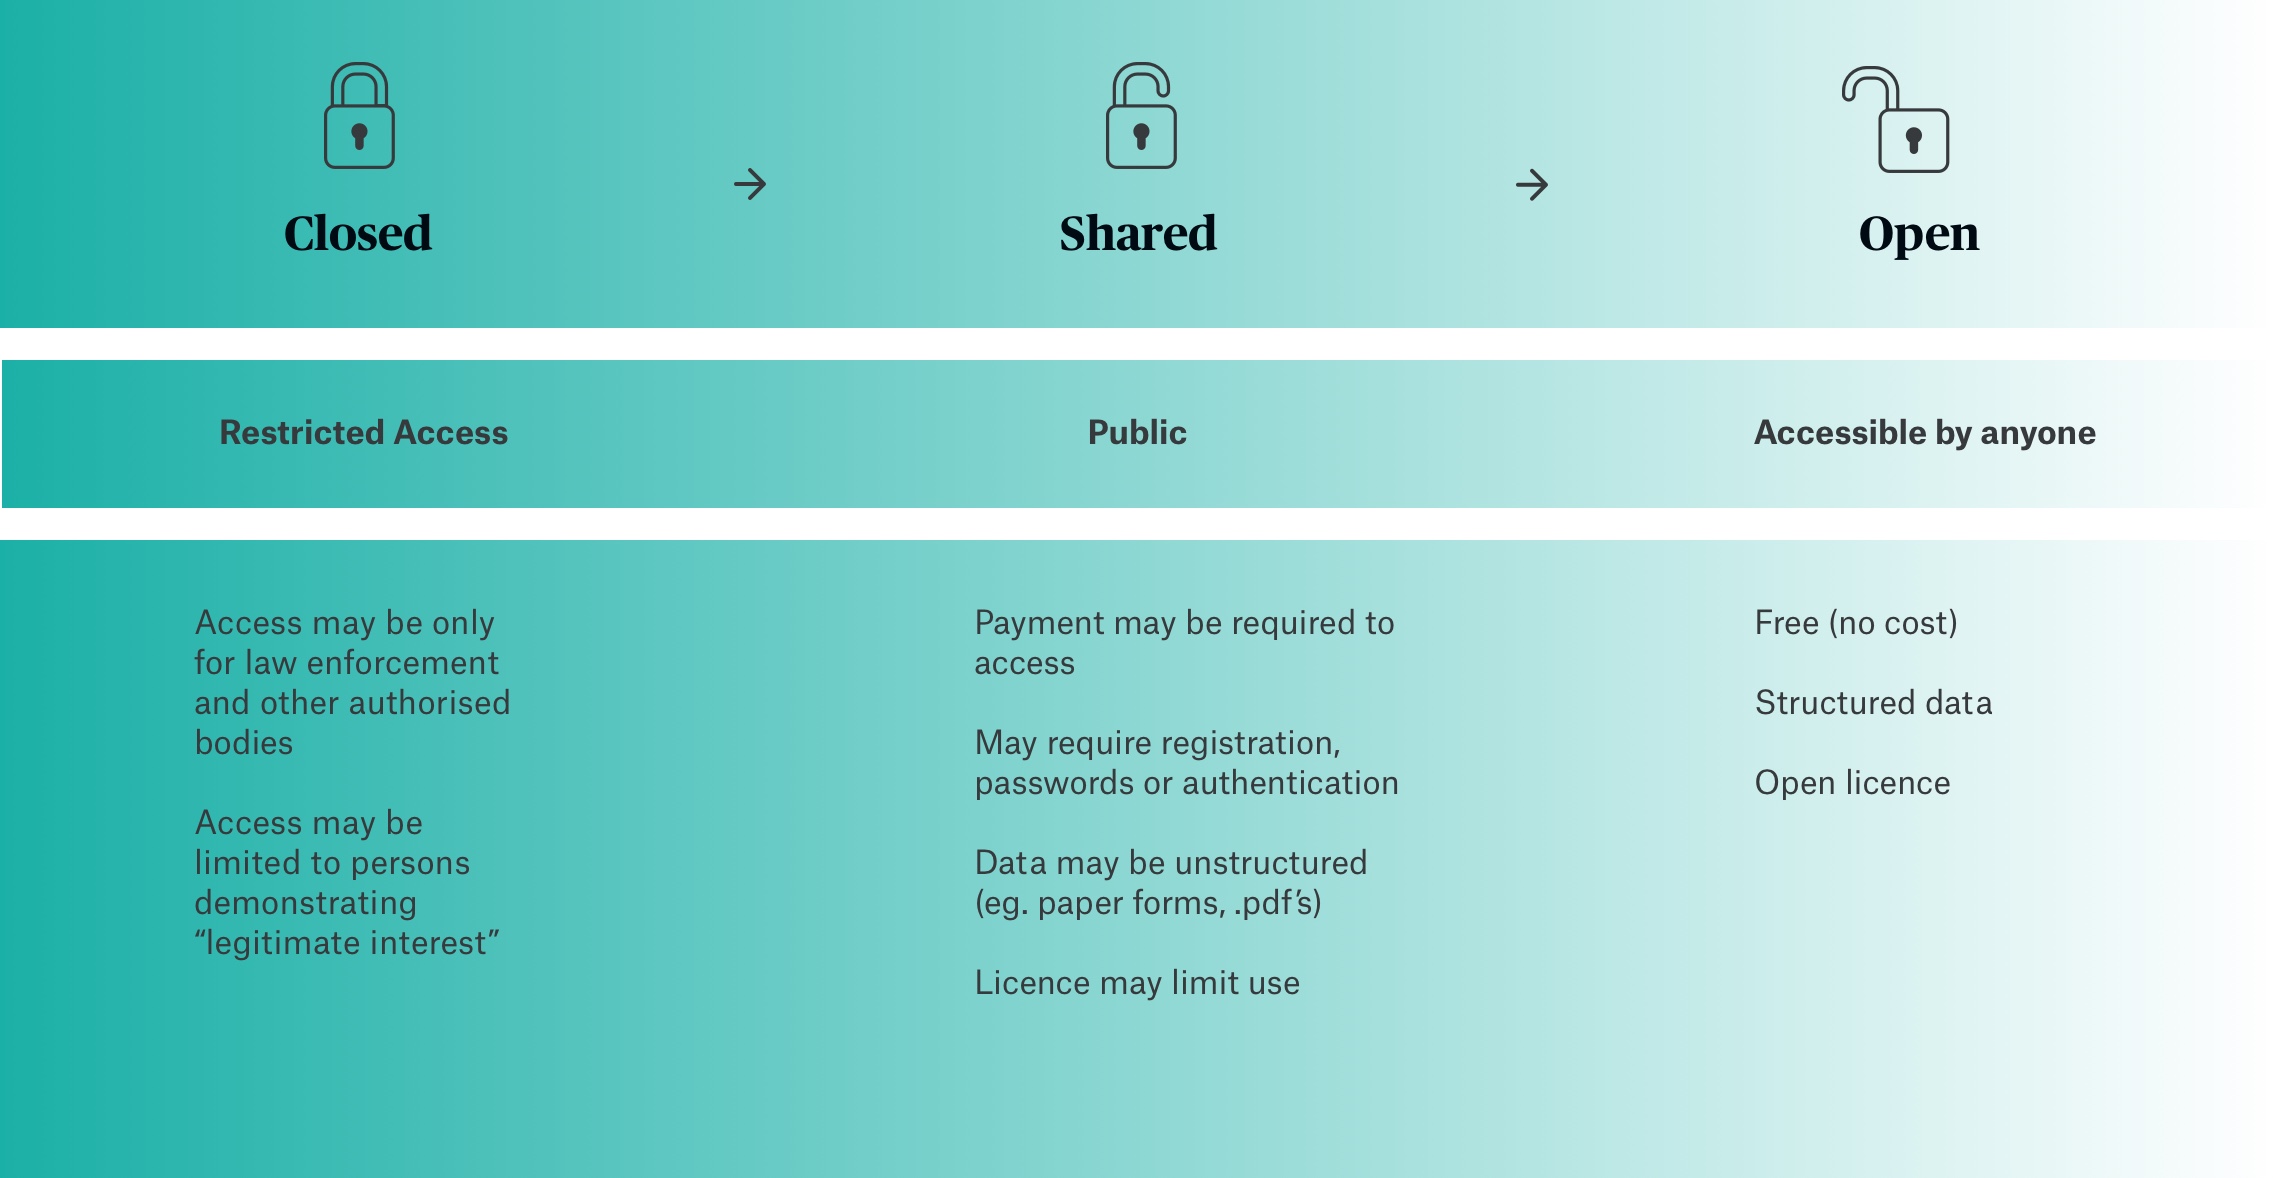 Closed
Shared
Open
Restricted Access
Public
Accessible by anyone
Access may be only
for law enforcement
and other authorised
bodies
Access may be
limited to persons
demonstrating
“legitimate interest”
Payment may be required to
access
May require registration,
passwords or authentication
Data may be unstructured
(eg. paper forms, .pdf’s)
Licence may limit use
Free (no cost)
Structured data
Open licence